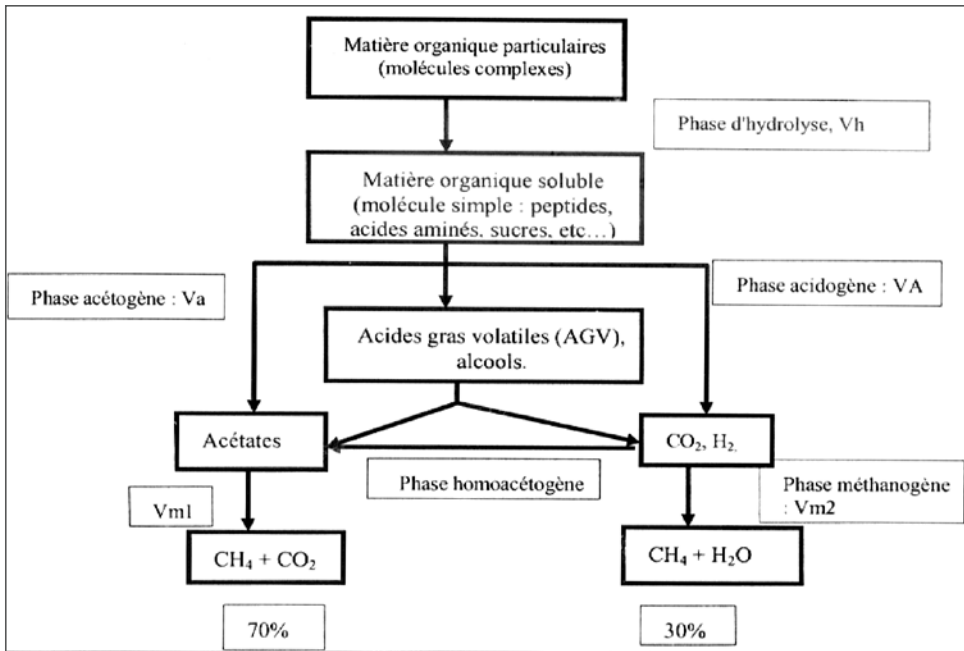 Matière organique particulaires
(molécules complexes)
Phase d'hydrolyse, Vh
Matière organique soluble
(molécule simple : peptides,
acides aminés, sucres, etc…)
Phase acétogène : Va
Phase acidogène : VA
Acides gras volatiles (AGV),
alcools.
Acétates
CO₂, H₂.
Phase homoacétogène
Phase méthanogène
: Vm2
Vm1
CH₄ + CO₂
CH₄ + H₂O
70%
30%